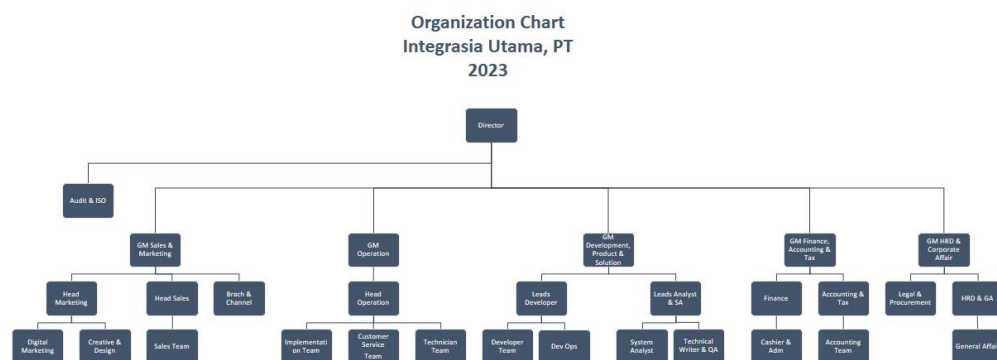 Organization Chart
Integrasia Utama, PT
2023
Director
Audit & ISO
GM Sales &
Marketing
GM
Operation
GM
Development,
Product &
Solution
GM Finance,
Accounting &
Tax
GM HRD &
Corporate
Affair
Head
Marketing
Head Sales
Brach &
Channel
Head
Operation
Leads
Developer
Leads Analyst
& SA
Finance
Accounting &
Tax
Legal &
Procurement
HRD & GA
Digital
Marketing
Creative &
Design
Sales Team
Implementati
on Team
Customer
Service
Team
Technician
Team
Developer
Team
Dev Ops
System
Analyst
Technical
Writer & QA
Cashier &
Adm
Accounting
Team
General Affair